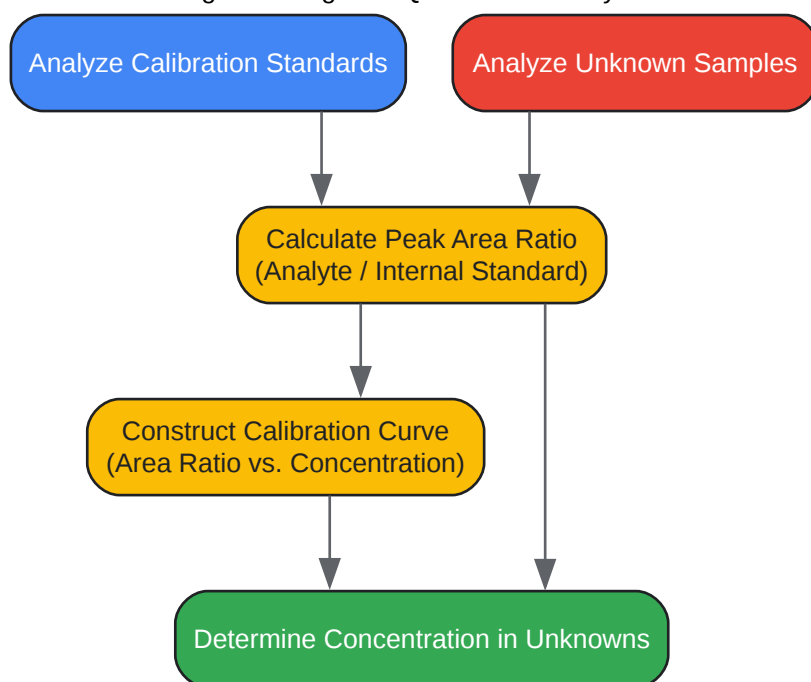 Analyze Calibration Standards
Analyze Unknown Samples
Calculate Peak Area Ratio
(Analyte / Internal Standard)
Construct Calibration Curve
(Area Ratio vs. Concentration)
Determine Concentration in Unknowns